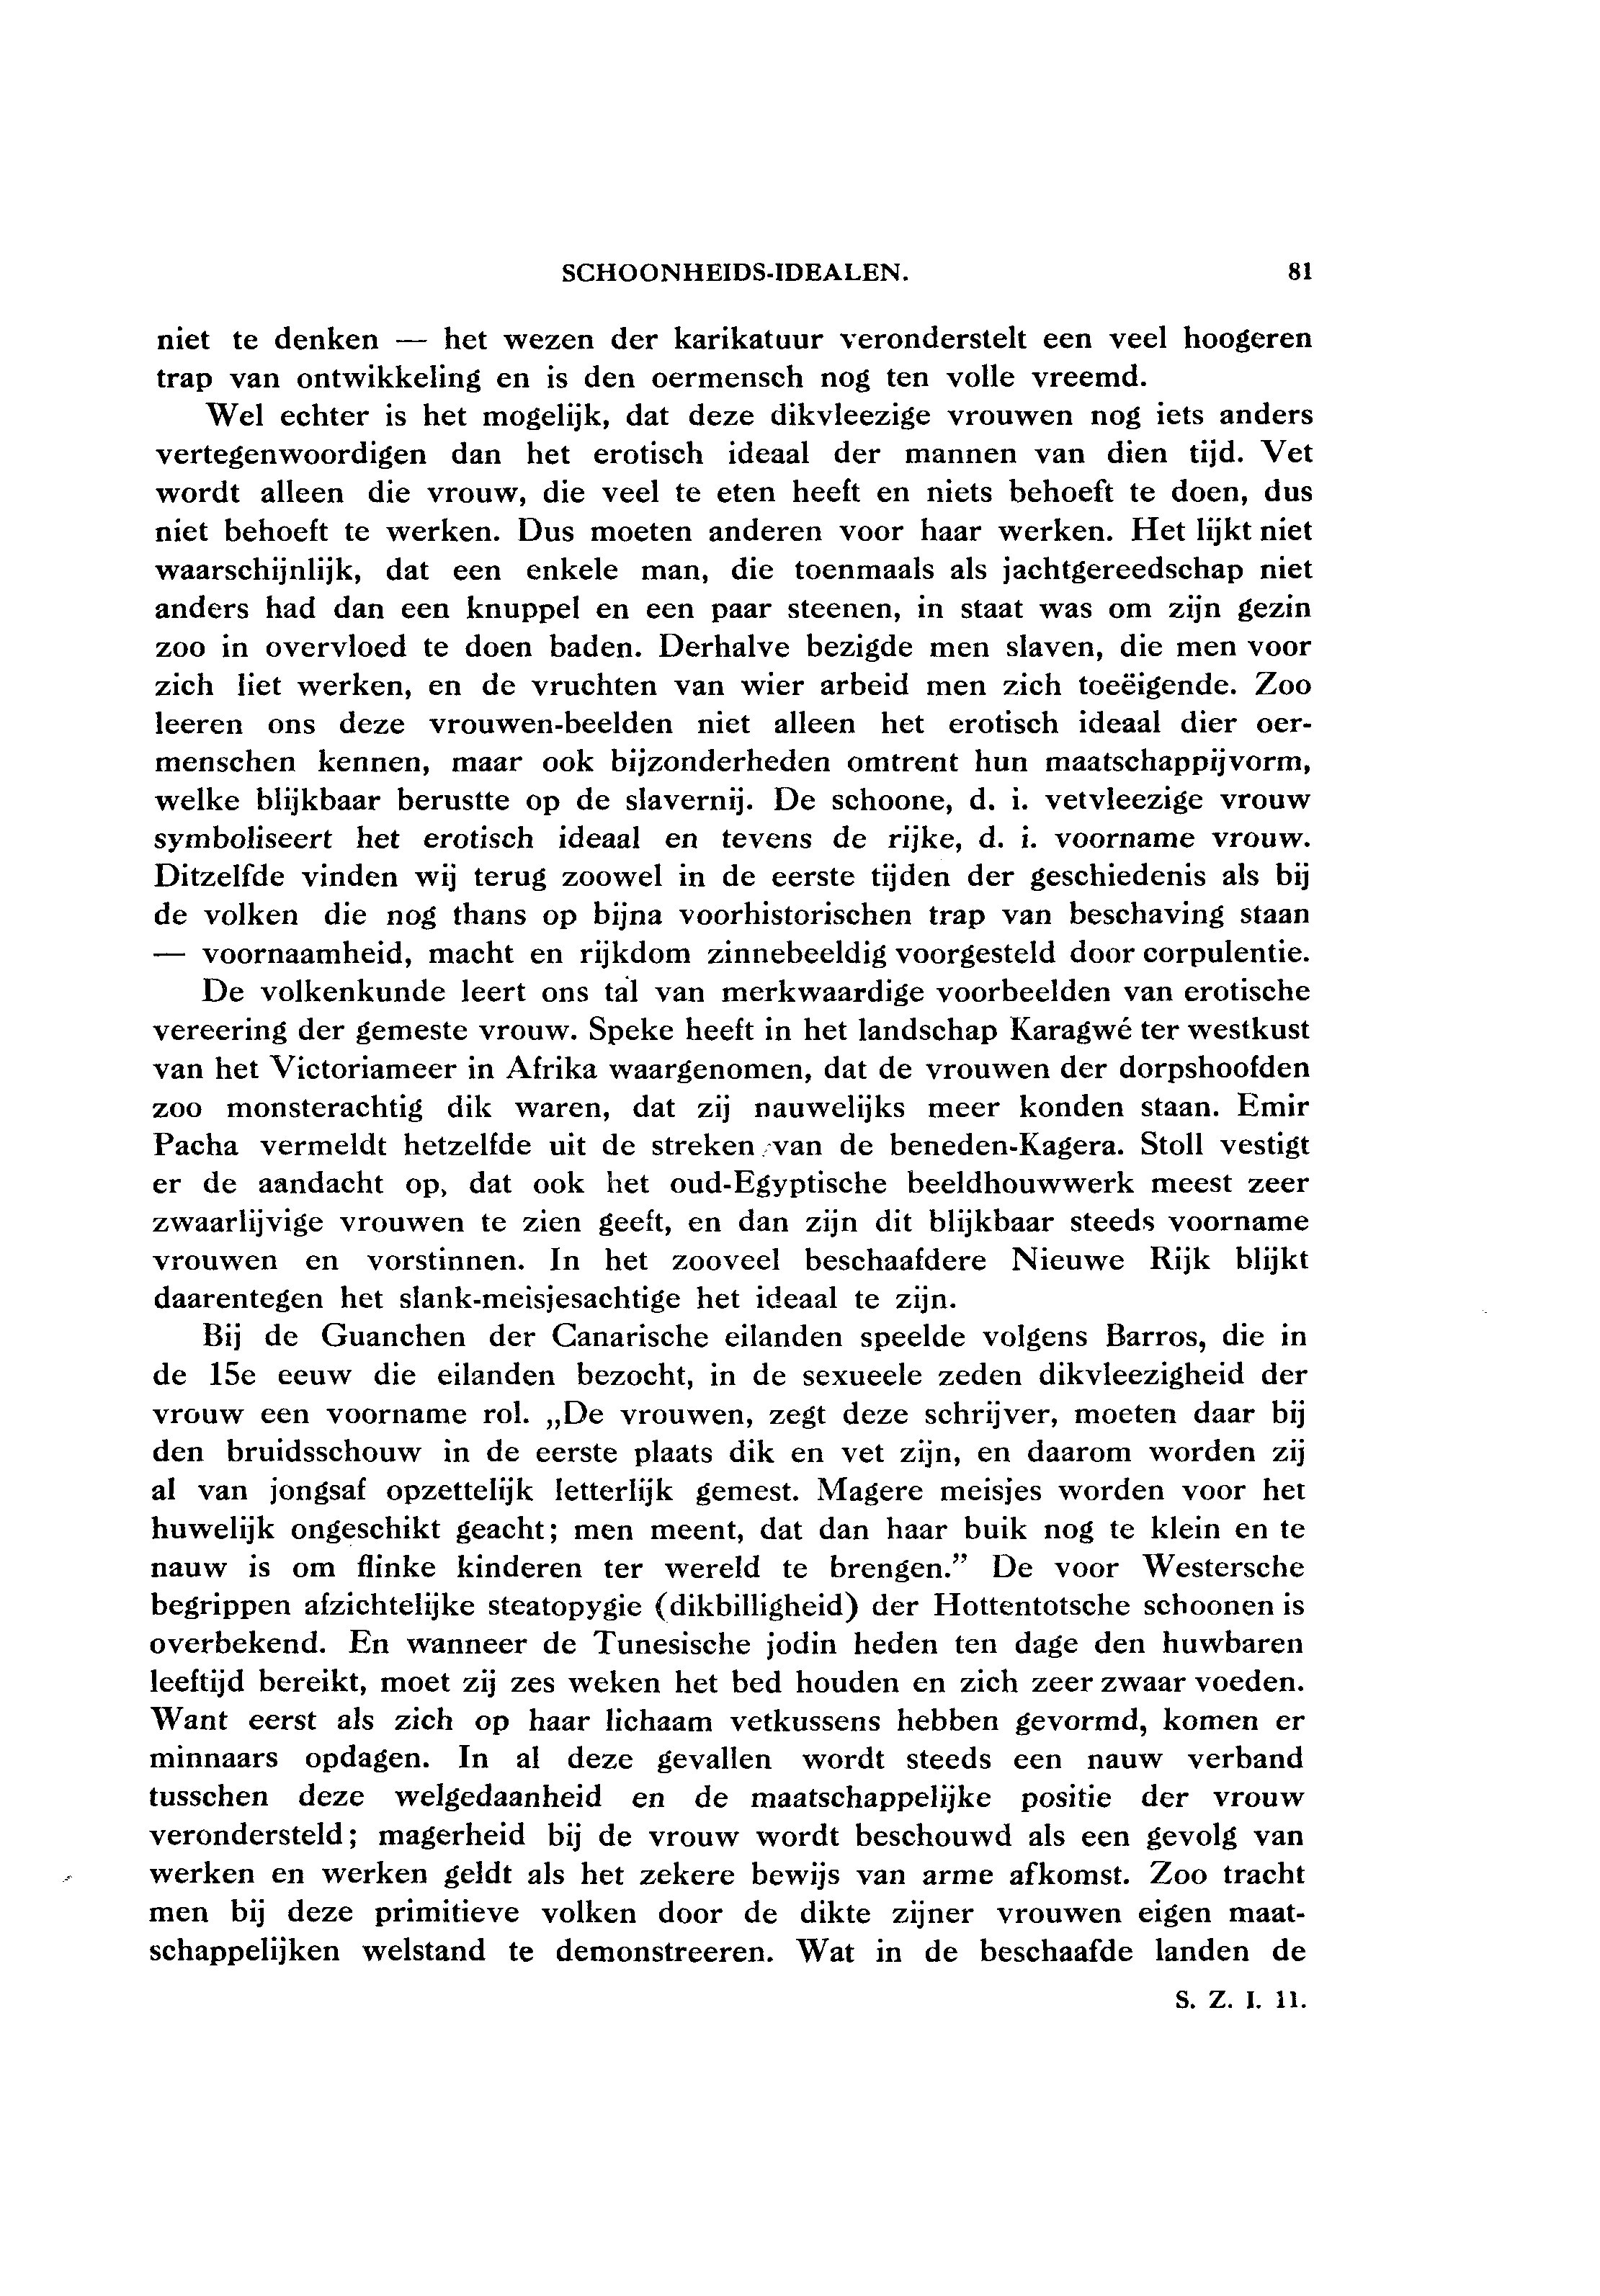 SCHOONHEIDS-IDEALEN. 81
niet te denken — het wezen der karikatuur veronderstelt een veel hoogeren
trap van ontwikkeling en is den oermensch nog ten volle vreemd.
Wel echter is het mogelijk, dat deze dikvleezige vrouwen nog iets anders
vertegenwoordigen dan het erotisch ideaal der mannen van dien tijd. Vet
wordt alleen die vrouw, die veel te eten heeft en niets behoeft te doen, dus
niet behoeft te werken. Dus moeten anderen voor haar werken. Het lijkt niet
waarschijnlijk, dat een enkele man, die toenmaals als jachtgereedschap niet
anders had dan een knuppel en een paar steenen, in staat was om zijn gezin
zoo in overvloed te doen baden. Derhalve bezigde men slaven, die men voor
zich liet werken, en de vruchten van wier arbeid men zich toeëigende. Zoo
leeren ons deze vrouwen-beelden niet alleen het erotisch ideaal dier oer-
menschen kennen, maar ook bijzonderheden omtrent hun maatschappijvorm,
welke blijkbaar berustte op de slavernij. De schoone, d. i. vetvleezige vrouw
symboliseert het erotisch ideaal en tevens de rijke, d. i. voorname vrouw.
Ditzelfde vinden wij terug zoowel in de eerste tijden der geschiedenis als bij
de volken die nog thans op bijna voorhistorischen trap van beschaving staan
— voornaamheid, macht en rijkdom zinnebeeldig voorgesteld door corpulentie.
De volkenkunde leert ons tal van merkwaardige voorbeelden van erotische
vereering der gemeste vrouw. Speke heeft in het landschap Karagwé ter westkust
van het Victoriameer in Afrika waargenomen, dat de vrouwen der dorpshoofden
zoo monsterachtig dik waren, dat zij nauwelijks meer konden staan. Emir
Pacha vermeldt hetzelfde uit de streken van de beneden-Kagera. Stoll vestigt
er de aandacht op, dat ook het oud-Egyptische beeldhouwwerk meest zeer
zwaarlijvige vrouwen te zien geeft, en dan zijn dit blijkbaar steeds voorname
vrouwen en vorstinnen. In het zooveel beschaafdere Nieuwe Rijk blijkt
daarentegen het slank-meisjesachtige het ideaal te zijn.
Bij de Guanchen der Canarische eilanden speelde volgens Barros, die in
de 15e eeuw die eilanden bezocht, in de sexueele zeden dikvleezigheid der
vrouw een voorname rol. „De vrouwen, zegt deze schrijver, moeten daar bij
den bruidsschouw in de eerste plaats dik en vet zijn, en daarom worden zij
al van jongsaf opzettelijk letterlijk gemest. Magere meisjes worden voor het
huwelijk ongeschikt geacht; men meent, dat dan haar buik nog te klein en te
nauw is om flinke kinderen ter wereld te brengen.” De voor Westersche
begrippen afzichtelijke steatopygie (dikbilligheid) der Hottentotsche schoonen is
overbekend. En wanneer de Tunesische jodin heden ten dage den huwbaren
leeftijd bereikt, moet zij zes weken het bed houden en zich zeer zwaar voeden.
Want eerst als zich op haar lichaam vetkussens hebben gevormd, komen er
minnaars opdagen. In al deze gevallen wordt steeds een nauw verband
tusschen deze welgedaanheid en de maatschappelijke positie der vrouw
verondersteld; magerheid bij de vrouw wordt beschouwd als een gevolg van
werken en werken geldt als het zekere bewijs van arme afkomst. Zoo tracht
men bij deze primitieve volken door de dikte zijner vrouwen eigen maat-
schappelijken welstand te demonstreeren. Wat in de beschaafde landen de
S. Z. I. 11.